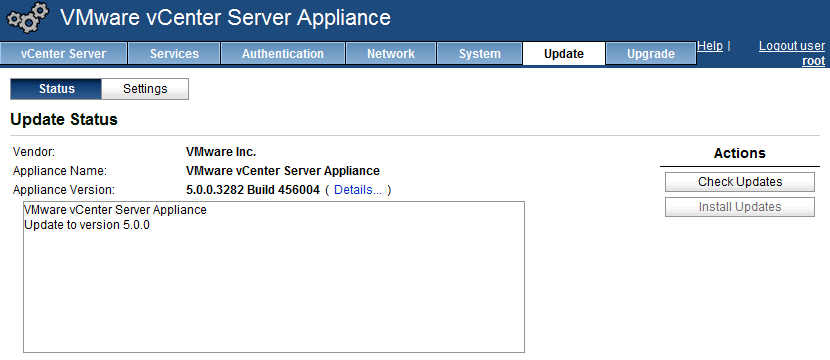 VMware vCenter Server Appliance
vCenter Server Services Authentication Network System Update Upgrade Help | Logout user root
Status Settings
Update Status
Vendor: VMware Inc.
Appliance Name: VMware vCenter Server Appliance
Appliance Version: 5.0.0.3282 Build 456004 ( Details... )
VMware vCenter Server Appliance
Update to version 5.0.0
Actions
Check Updates
Install Updates